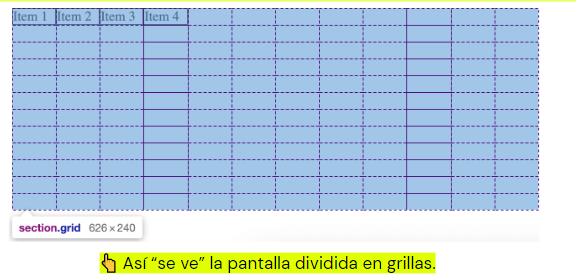 Item 1 Item 2 Item 3 Item 4
section.grid 626 × 240
👆 Así “se ve” la pantalla dividida en grillas.